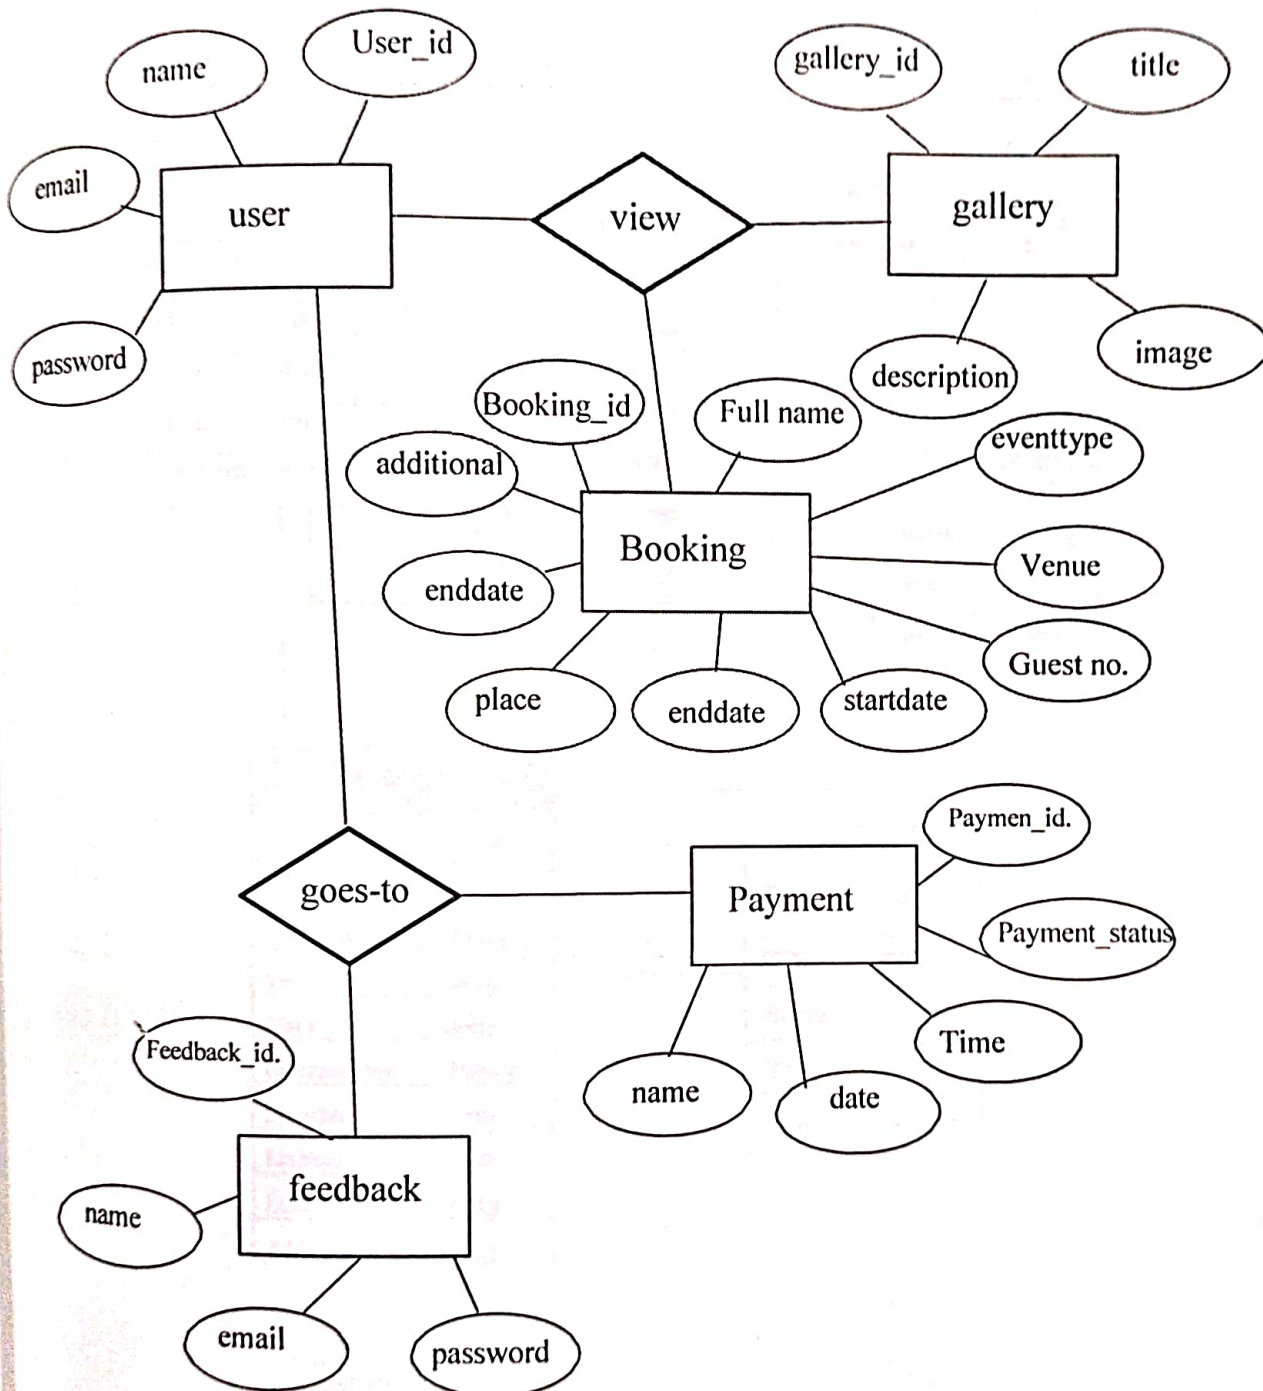 name
User_id
gallery_id
title
email
user
view
gallery
password
description
image
Booking_id
Full name
eventtype
additional
Booking
Venue
enddate
Guest no.
place
enddate
startdate
Paymen_id.
goes-to
Payment
Payment_status
Feedback_id.
Time
name
date
feedback
name
email
password